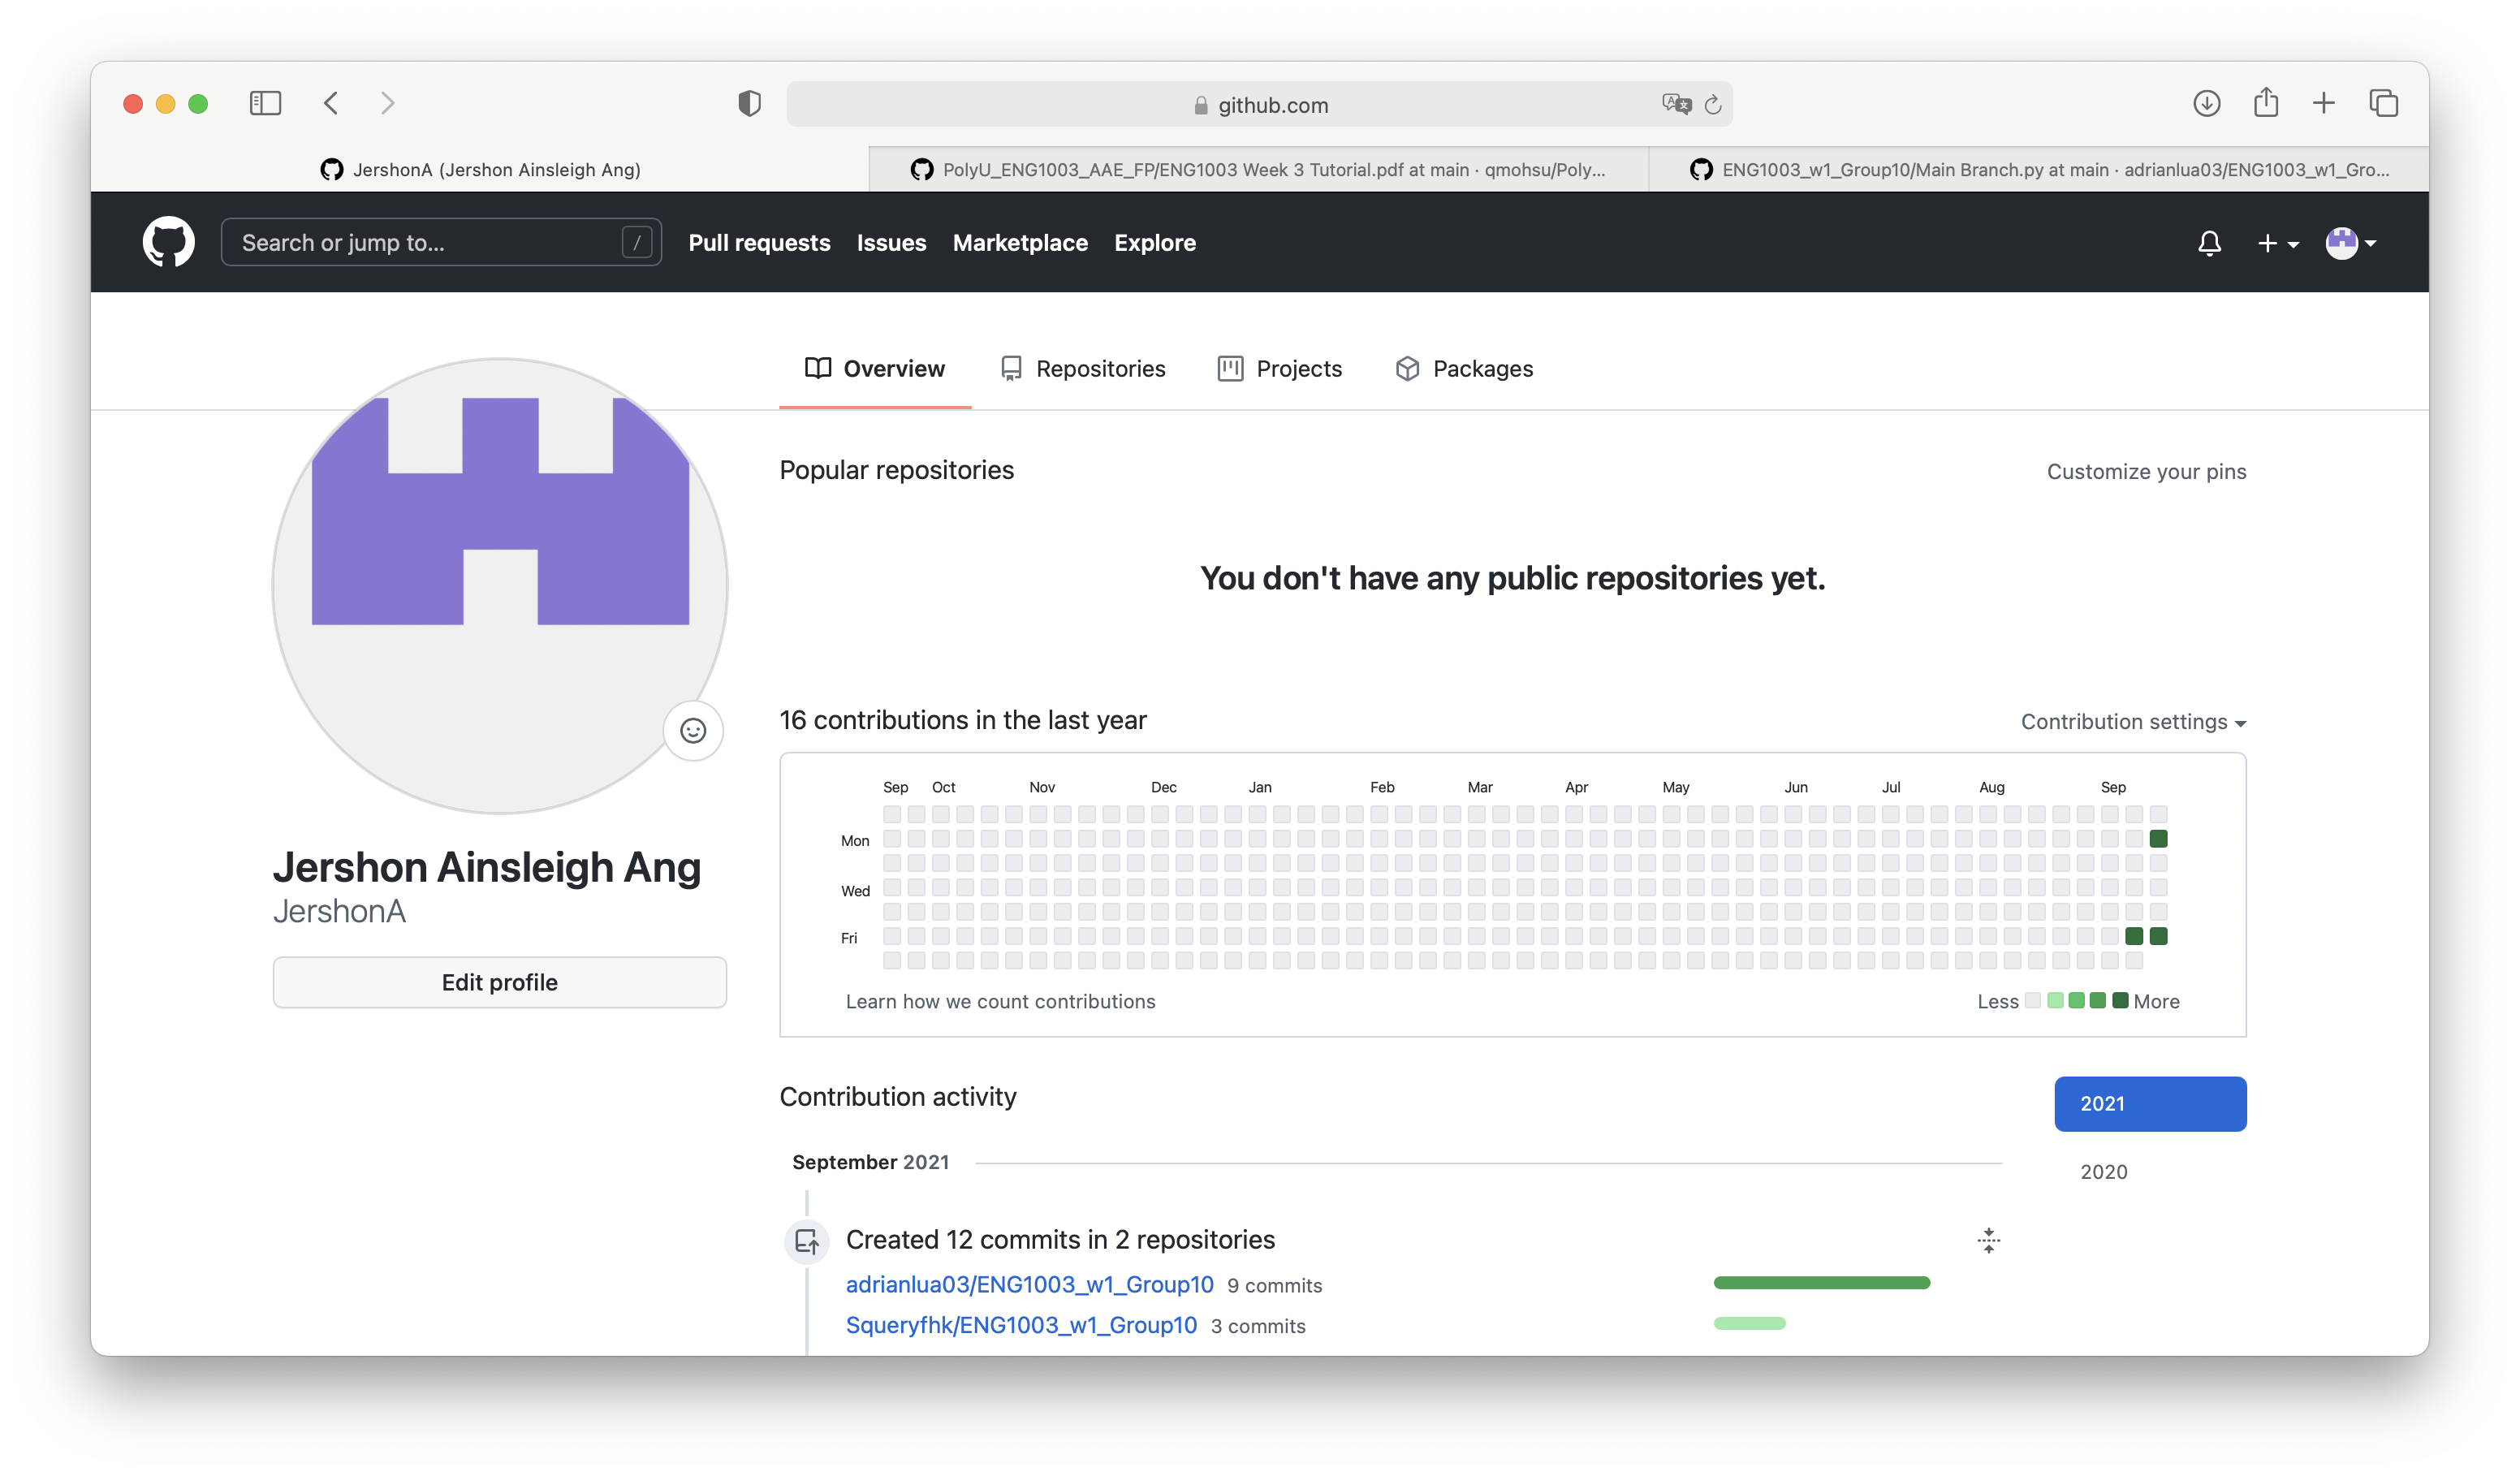 github.com
JershonA (Jershon Ainsleigh Ang)
PolyU_ENG1003_AAE_FP/ENG1003 Week 3 Tutorial.pdf at main · qmohsu/Poly...
ENG1003_w1_Group10/Main Branch.py at main · adrianlua03/ENG1003_w1_Gro...
Search or jump to... /
Pull requests Issues Marketplace Explore
Overview Repositories Projects Packages
Popular repositories
Customize your pins
You don't have any public repositories yet.
16 contributions in the last year
Contribution settings
Sep Oct Nov Dec Jan Feb Mar Apr May Jun Jul Aug Sep
Mon
Wed
Fri
Learn how we count contributions
Less More
Jershon Ainsleigh Ang
JershonA
Edit profile
Contribution activity
2021
2020
September 2021
Created 12 commits in 2 repositories
adrianlua03/ENG1003_w1_Group10 9 commits
Squeryfhk/ENG1003_w1_Group10 3 commits